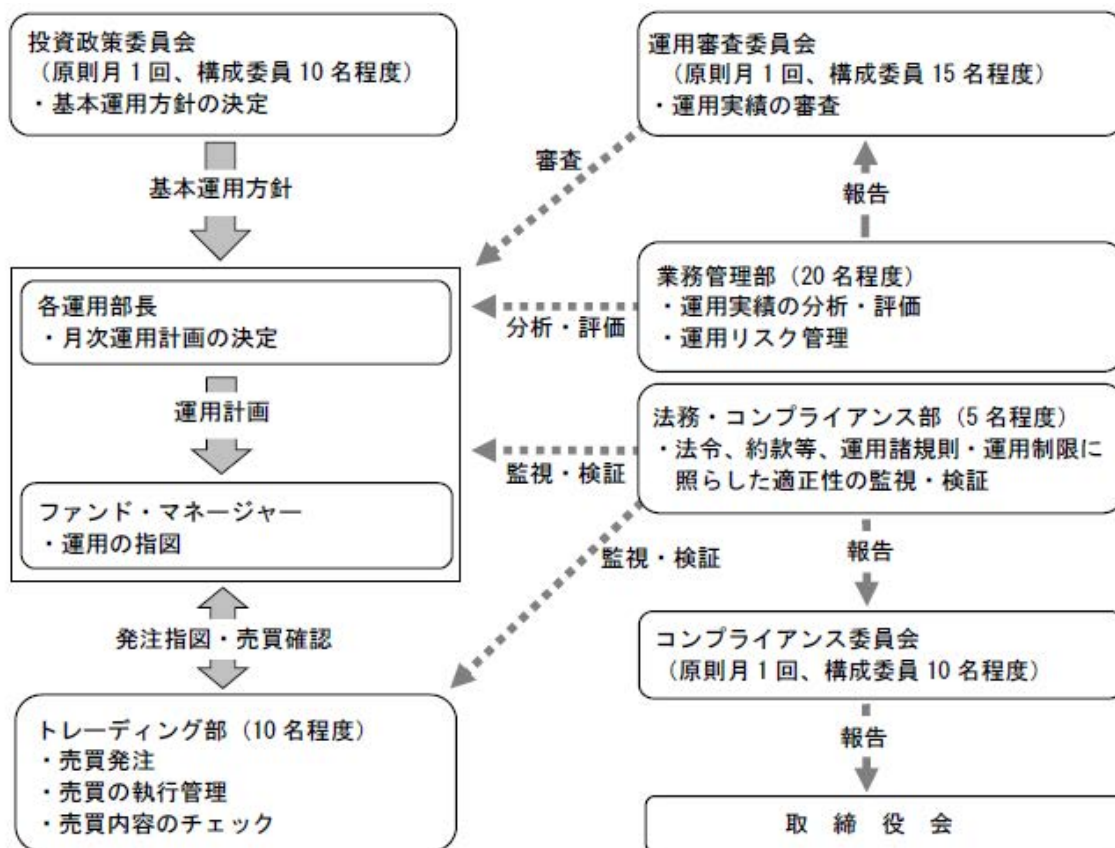 投資政策委員会
（原則月１回、構成委員 10 名程度）
・基本運用方針の決定
基本運用方針
各運用部長
・月次運用計画の決定
運用計画
ファンド・マネージャー
・運用の指図
発注指図・売買確認
トレーディング部（10 名程度）
・売買発注
・売買の執行管理
・売買内容のチェック
運用審査委員会
（原則月１回、構成委員 15 名程度）
・運用実績の審査
審査
報告
業務管理部（20 名程度）
・運用実績の分析・評価
・運用リスク管理
分析・評価
法務・コンプライアンス部（5 名程度）
・法令、約款等、運用諸規則・運用制限に
照らした適正性の監視・検証
監視・検証
監視・検証
報告
コンプライアンス委員会
（原則月１回、構成委員 10 名程度）
報告
取　締　役　会